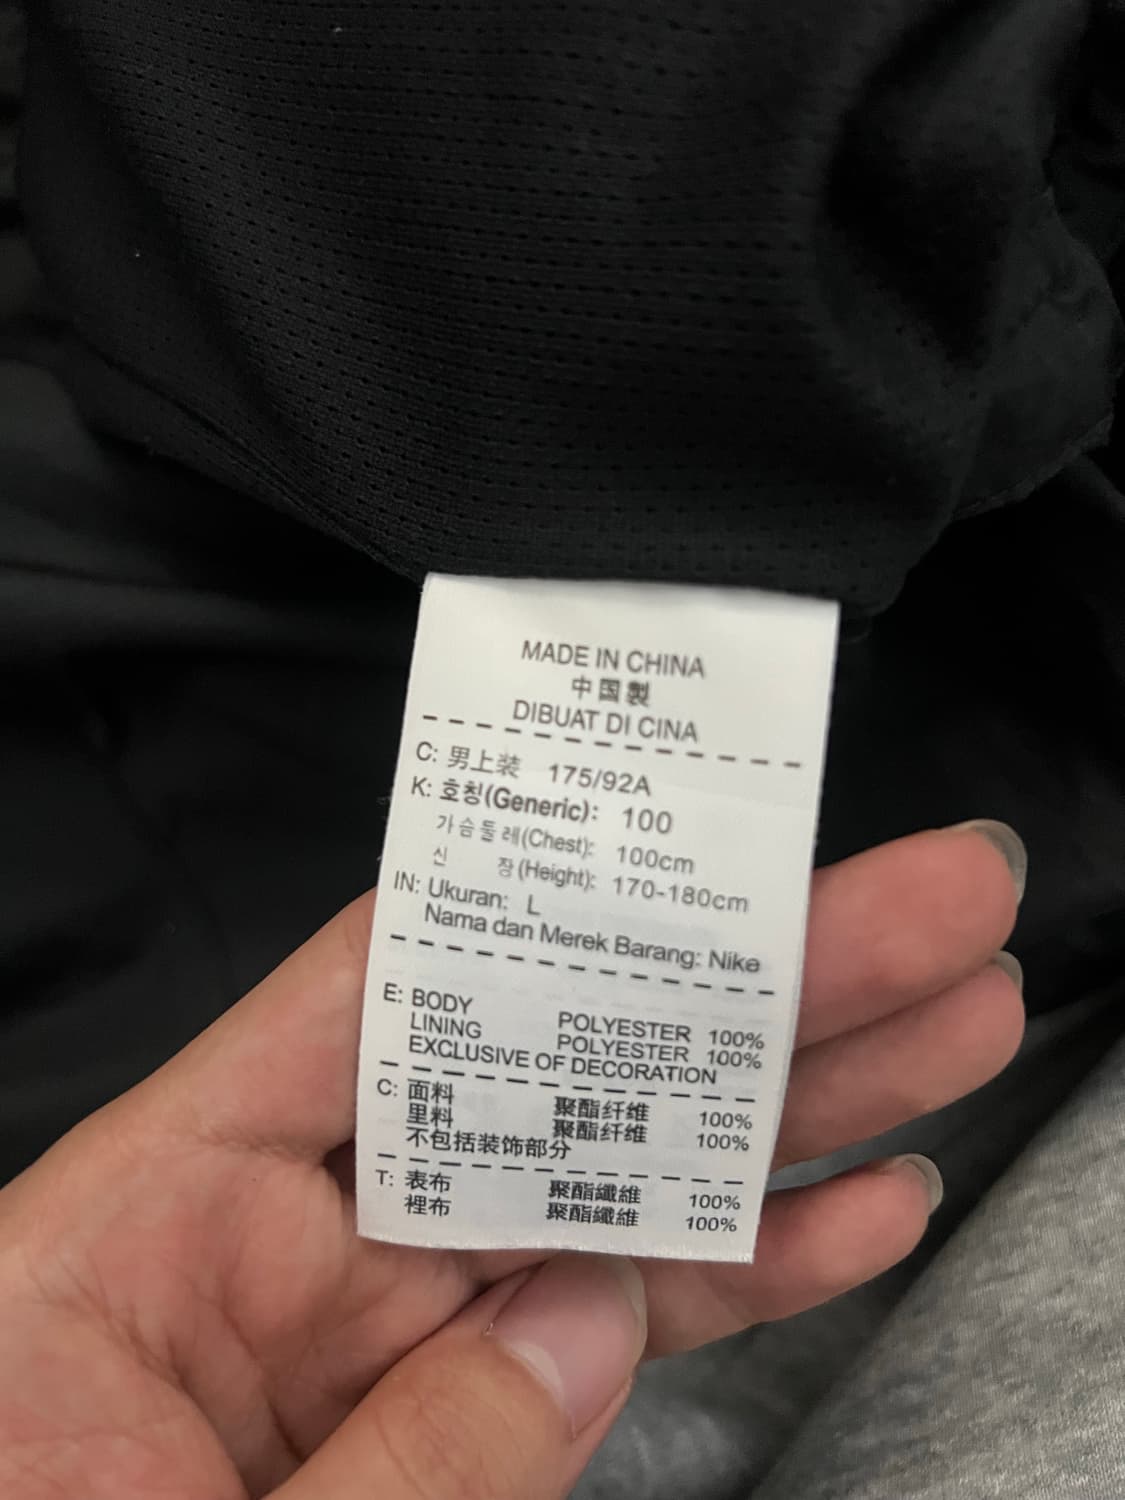 MADE IN CHINA
中国製
DIBUAT DI CINA
C: 男上装 175/92A
K: 호칭(Generic): 100
가슴둘레(Chest): 100cm
신 장(Height): 170-180cm
IN: Ukuran: L
Nama dan Merek Barang: Nike
E: BODY POLYESTER 100%
LINING POLYESTER 100%
EXCLUSIVE OF DECORATION
C: 面料 聚酯纤维 100%
里料 聚酯纤维 100%
不包括装饰部分
T: 表布 聚酯纖維 100%
裡布 聚酯纖維 100%